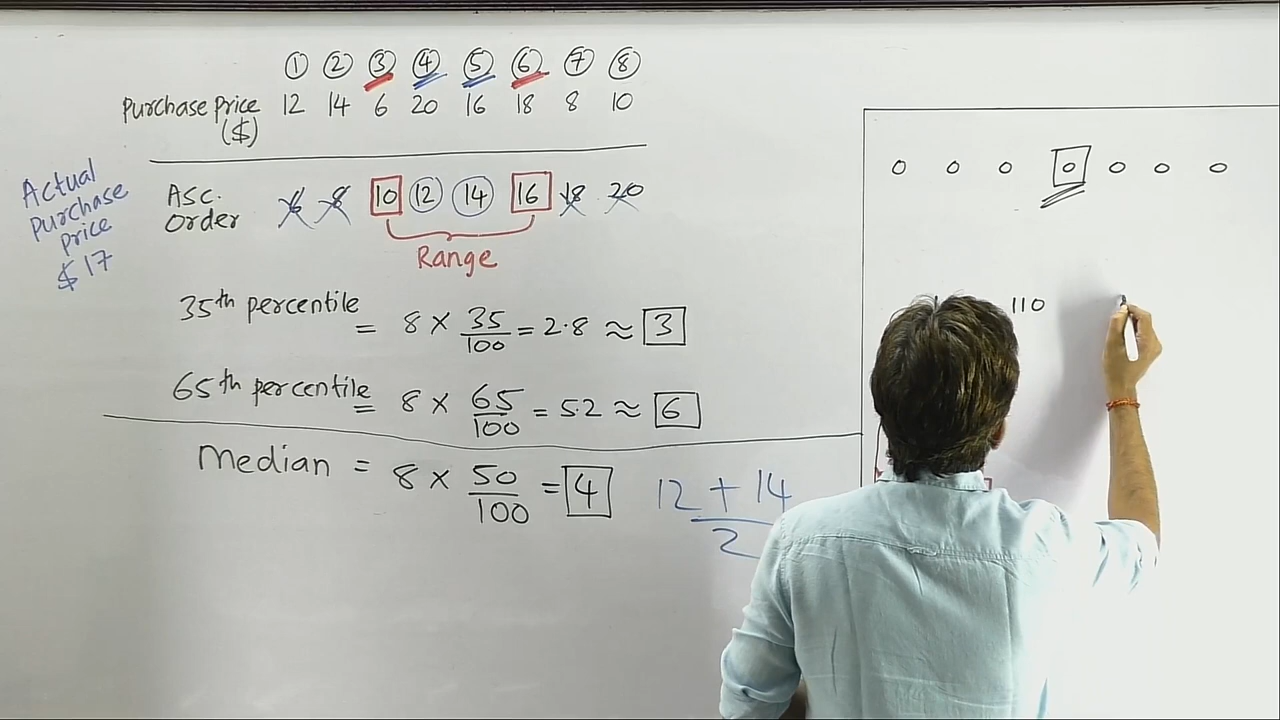 ① ② ③ ④ ⑤ ⑥ ⑦ ⑧
Purchase Price 12 14 6 20 16 18 8 10
($)
Actual
Purchase
Price
$17
Asc. 6 8 10 12 14 16 18 20
Order
Range
35th percentile = 8 × 35/100 = 2.8 ≈ 3
65th percentile = 8 × 65/100 = 5.2 ≈ 6
Median = 8 × 50/100 = 4
12 + 14
2
0 0 0 0 0 0 0
110